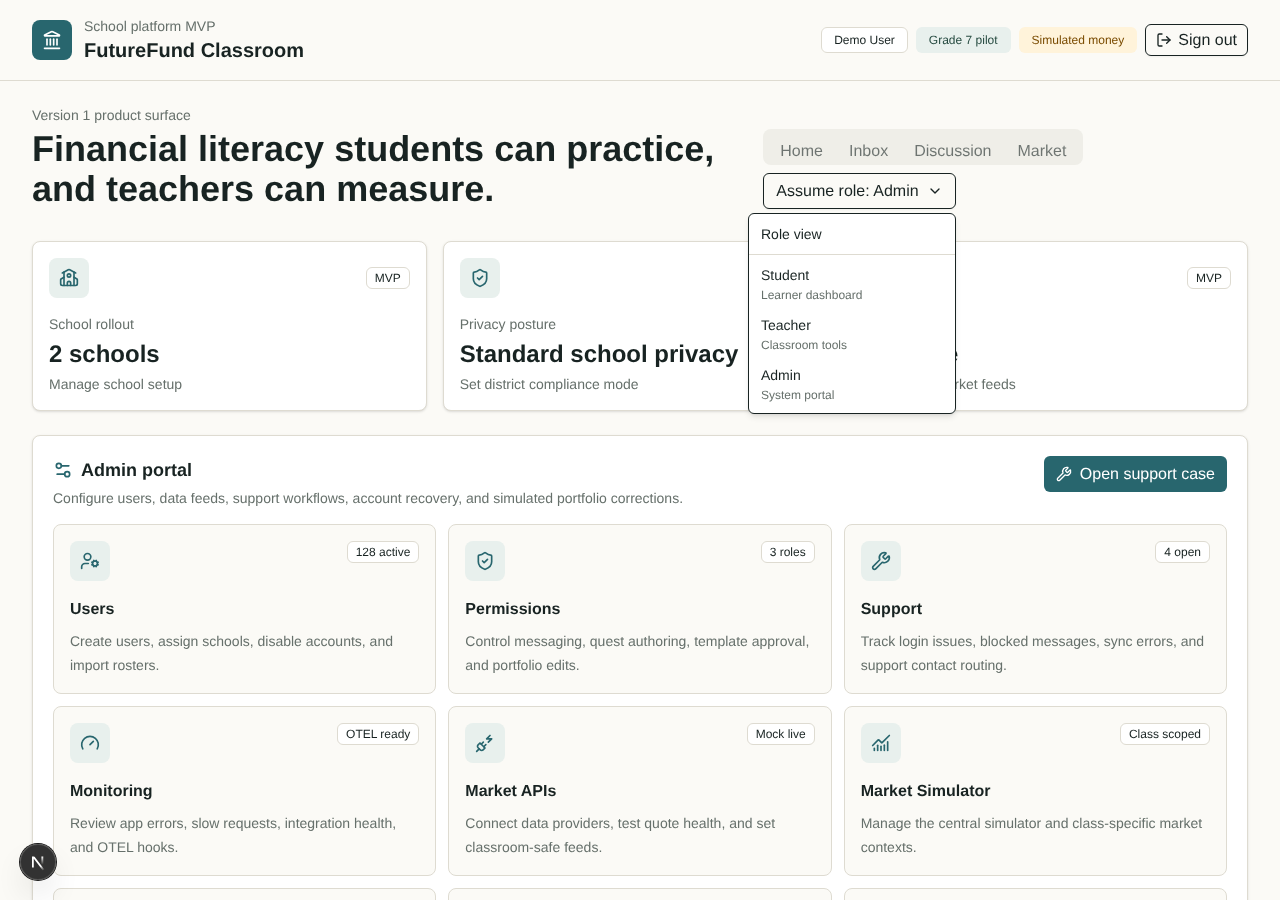 School platform MVP
FutureFund Classroom
Demo User
Grade 7 pilot
Simulated money
Sign out
Version 1 product surface
Financial literacy students can practice,
and teachers can measure.
Home
Inbox
Discussion
Market
Assume role: Admin
Role view
Student
Learner dashboard
Teacher
Classroom tools
Admin
System portal
MVP
School rollout
2 schools
Manage school setup
Privacy posture
Standard school privacy
Set district compliance mode
MVP
rket feeds
Admin portal
Configure users, data feeds, support workflows, account recovery, and simulated portfolio corrections.
Open support case
128 active
Users
Create users, assign schools, disable accounts, and
import rosters.
3 roles
Permissions
Control messaging, quest authoring, template approval,
and portfolio edits.
4 open
Support
Track login issues, blocked messages, sync errors, and
support contact routing.
OTEL ready
Monitoring
Review app errors, slow requests, integration health,
and OTEL hooks.
Mock live
Market APIs
Connect data providers, test quote health, and set
classroom-safe feeds.
Class scoped
Market Simulator
Manage the central simulator and class-specific market
contexts.
N